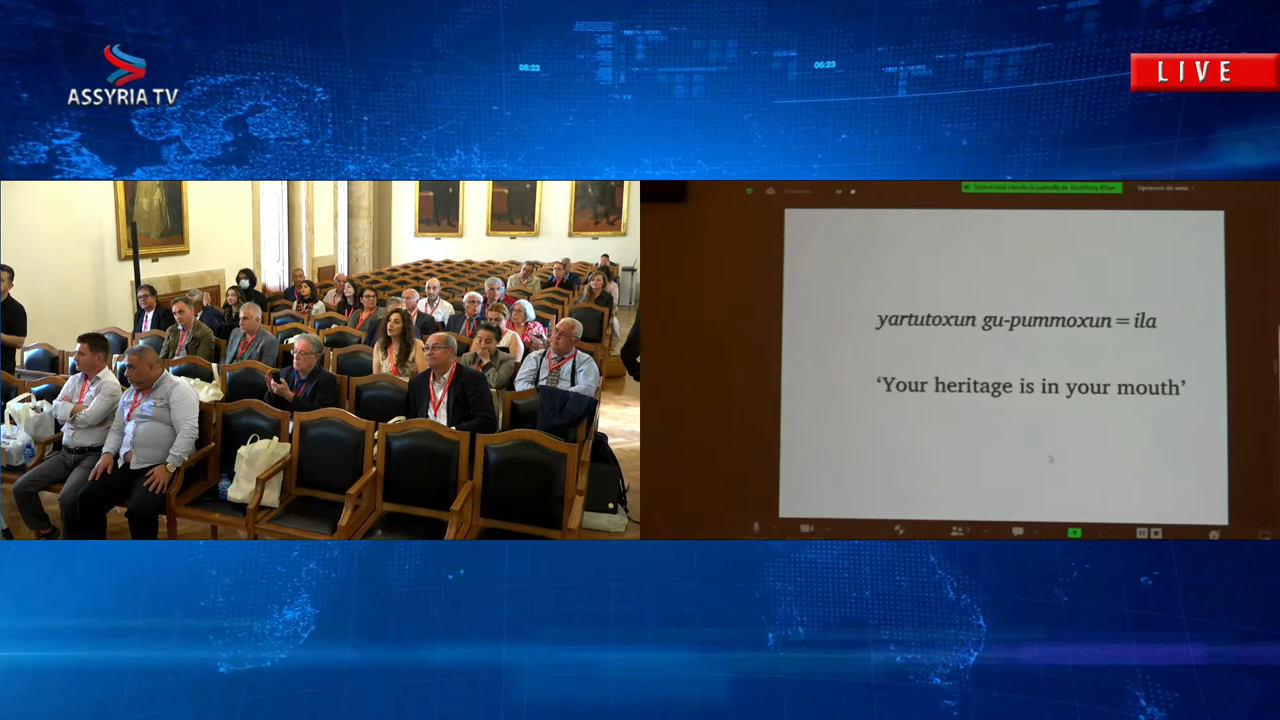 ASSYRIA TV
06:23
06:23
LIVE
yartutoxun gu-pummoxun=ila
‘Your heritage is in your mouth’